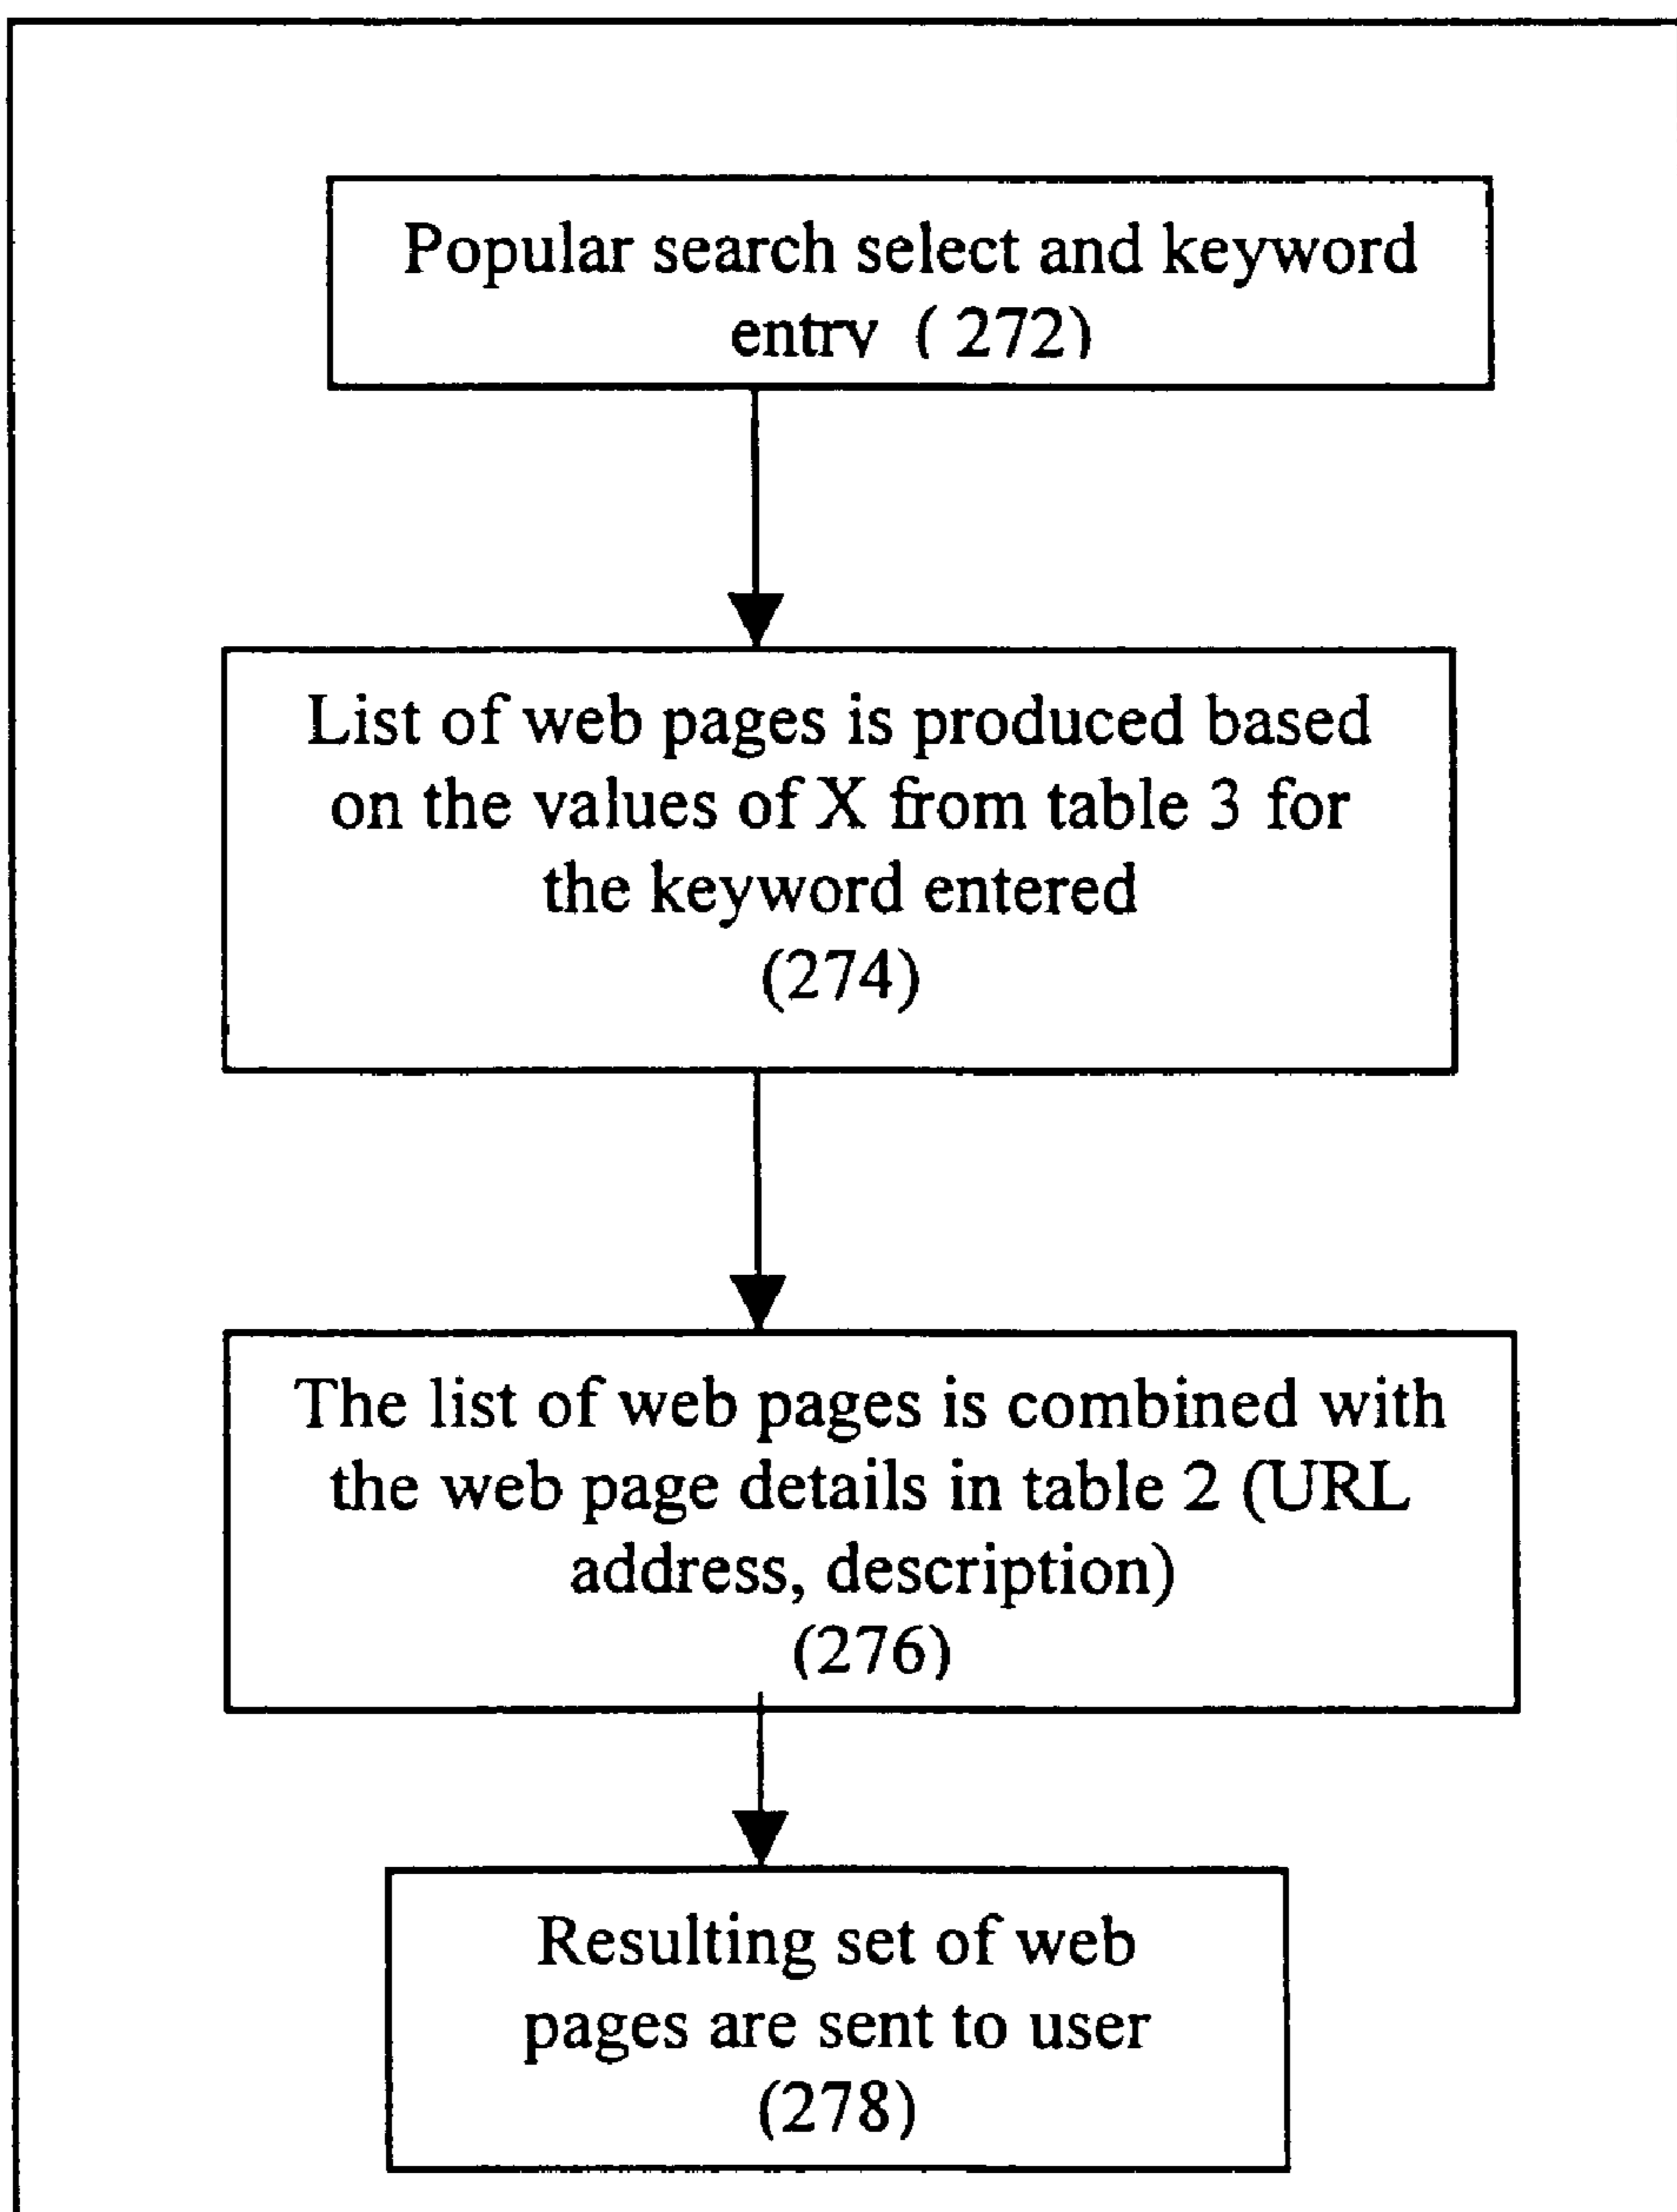 Popular search select and keyword
entry ( 272)
List of web pages is produced based
on the values of X from table 3 for
the keyword entered
(274)
The list of web pages is combined with
the web page details in table 2 (URL
address, description)
(276)
Resulting set of web
pages are sent to user
(278)